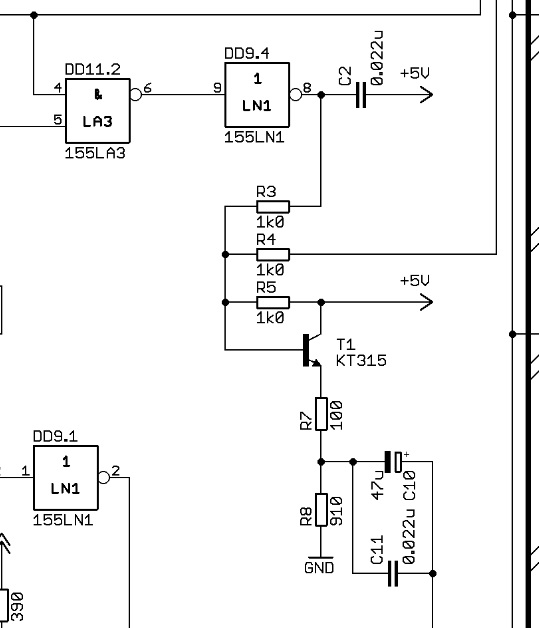 DD11.2
4
&
6
5
LA3
155LA3
DD9.4
9
1
8
LN1
155LN1
C2
0.022u
+5V
R3
1k0
R4
1k0
R5
1k0
+5V
T1
KT315
R7
100
R8
910
GND
47u
+
C10
C11
0.022u
DD9.1
1
1
2
LN1
155LN1
390